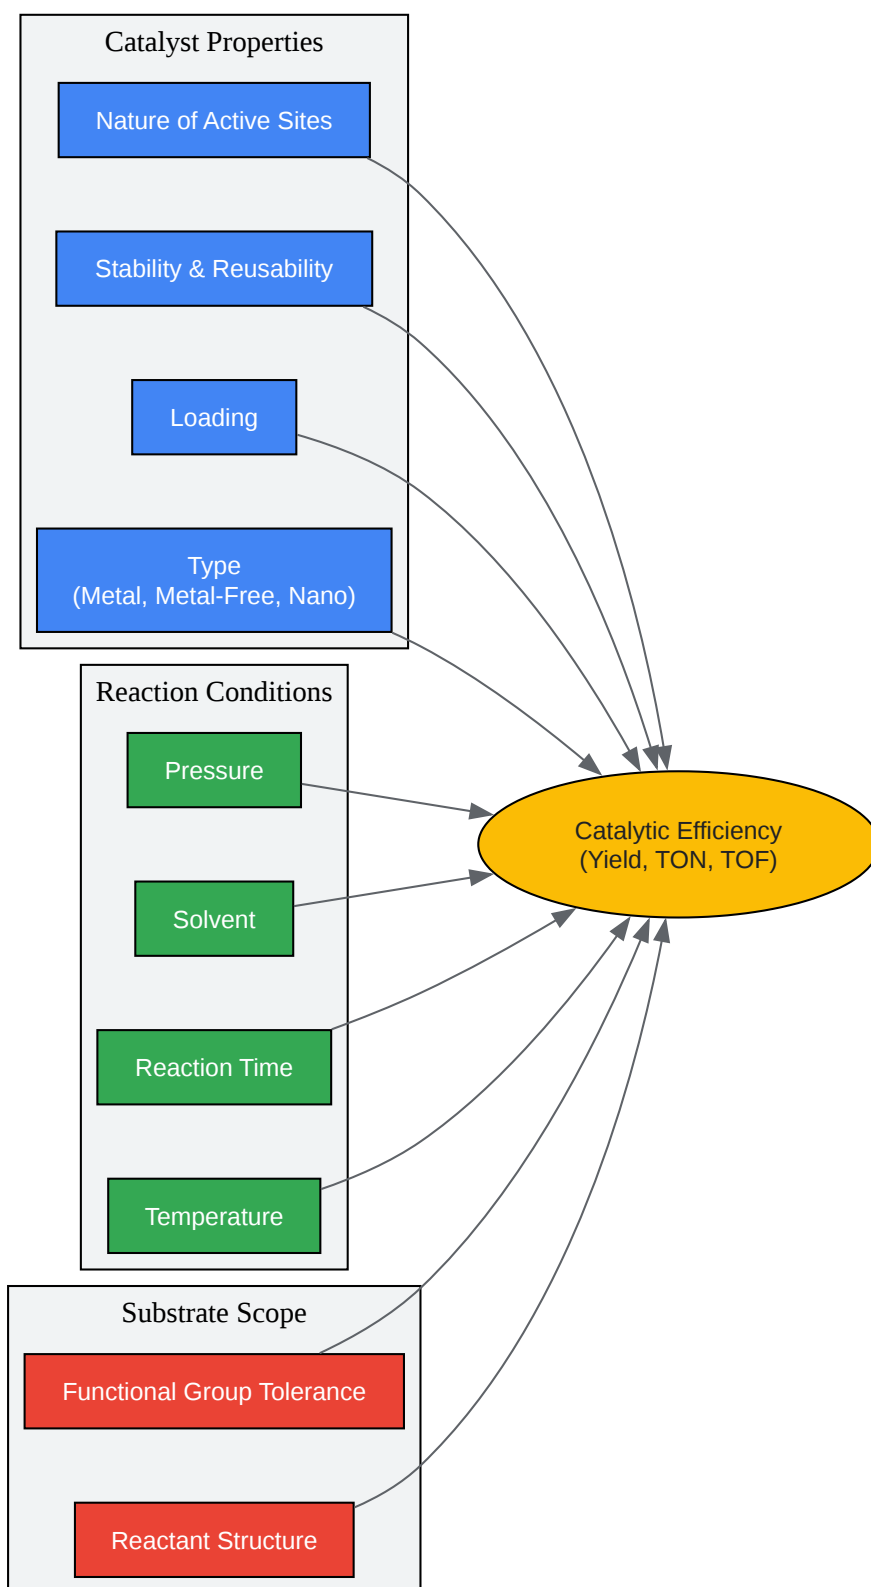 Catalyst Properties
Nature of Active Sites
Stability & Reusability
Loading
Type
(Metal, Metal-Free, Nano)
Reaction Conditions
Pressure
Solvent
Reaction Time
Temperature
Substrate Scope
Functional Group Tolerance
Reactant Structure
Catalytic Efficiency
(Yield, TON, TOF)